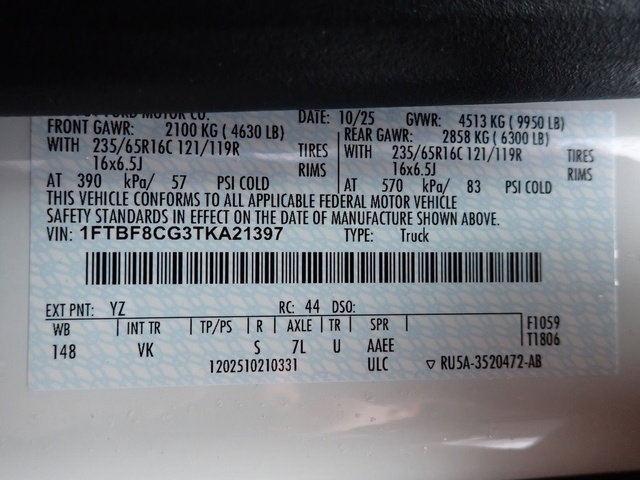 FORD MOTOR CO. DATE: 10/25 GVWR: 4513 KG ( 9950 LB)
FRONT GAWR: 2100 KG ( 4630 LB) REAR GAWR: 2858 KG ( 6300 LB)
WITH 235/65R16C 121/119R TIRES WITH 235/65R16C 121/119R TIRES
16x6.5J RIMS 16x6.5J RIMS
AT 390 kPa/ 57 PSI COLD AT 570 kPa/ 83 PSI COLD
THIS VEHICLE CONFORMS TO ALL APPLICABLE FEDERAL MOTOR VEHICLE
SAFETY STANDARDS IN EFFECT ON THE DATE OF MANUFACTURE SHOWN ABOVE.
VIN: 1FTBF8CG3TKA21397 TYPE: Truck
EXT PNT: YZ RC: 44 DSO:
WB INT TR TP/PS R AXLE TR SPR F1059
148 VK S 7L U AAEE T1806
1202510210331 ULC ▽ RU5A-3520472-AB